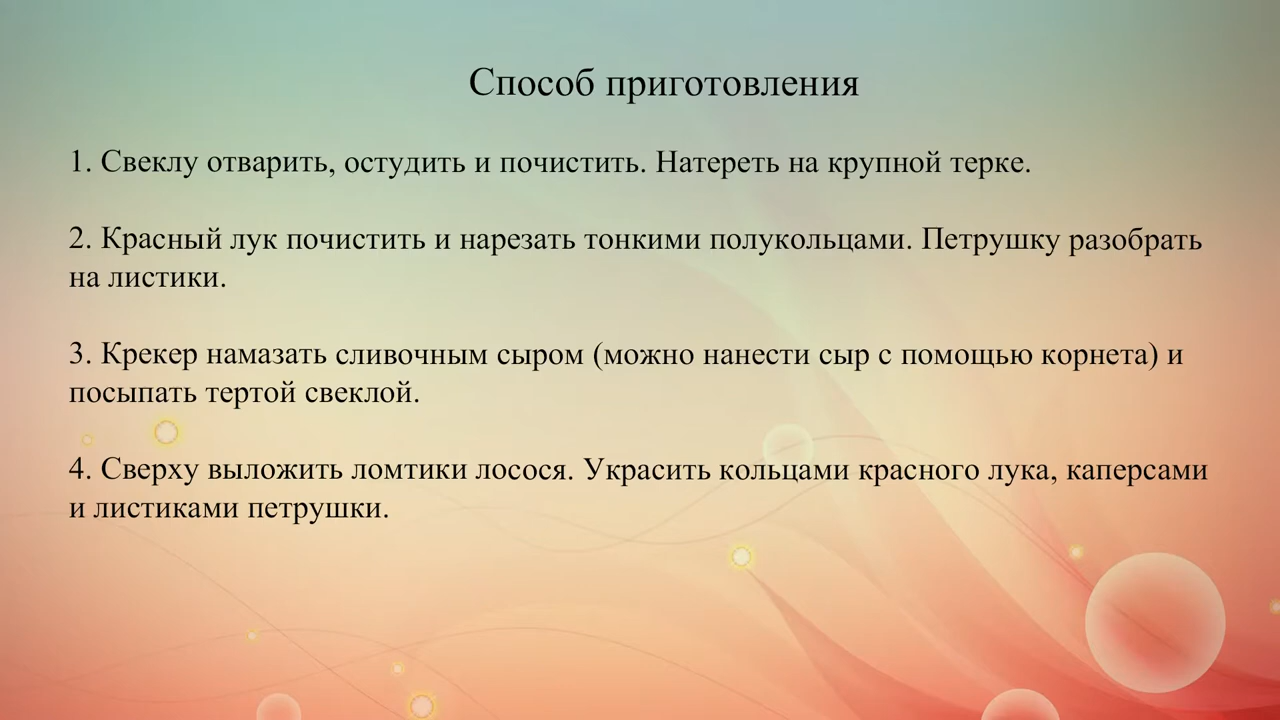 Способ приготовления
1. Свеклу отварить, остудить и почистить. Натереть на крупной терке.
2. Красный лук почистить и нарезать тонкими полукольцами. Петрушку разобрать
на листики.
3. Крекер намазать сливочным сыром (можно нанести сыр с помощью корнета) и
посыпать тертой свеклой.
4. Сверху выложить ломтики лосося. Украсить кольцами красного лука, каперсами
и листиками петрушки.